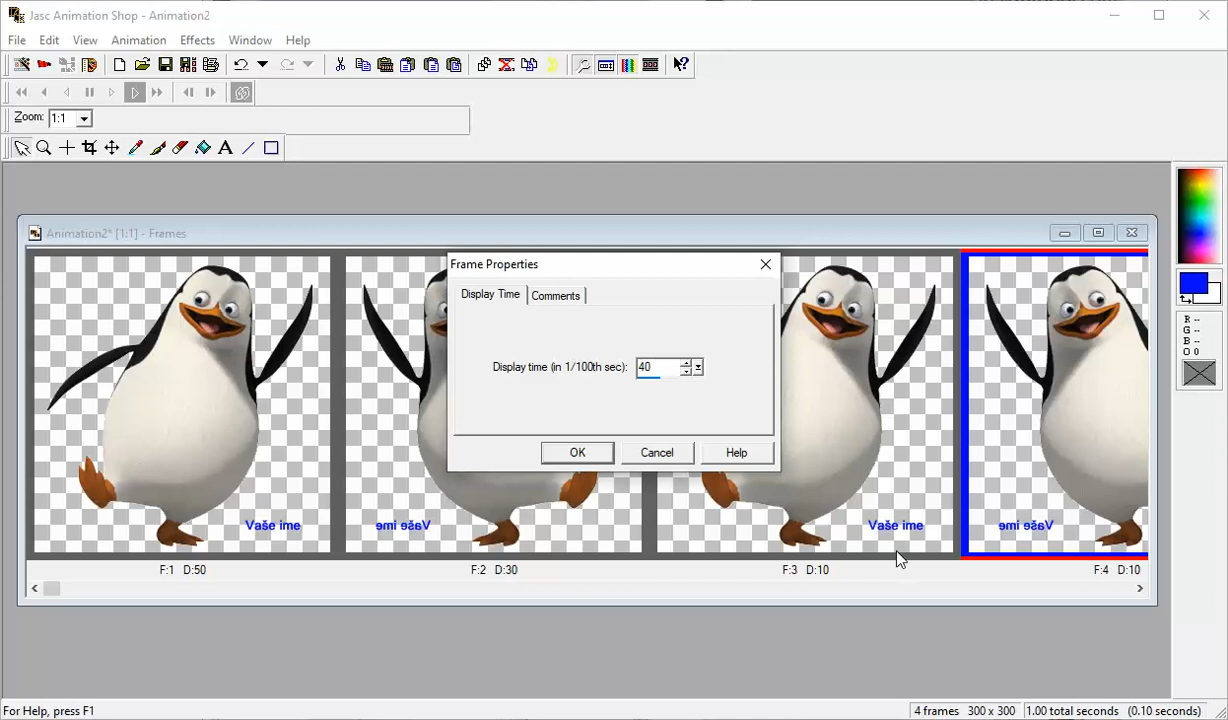 Jasc Animation Shop - Animation2
File Edit View Animation Effects Window Help
Zoom: 1:1
Animation2* [1:1] - Frames
Frame Properties
Display Time Comments
Display time (in 1/100th sec): 40
OK Cancel Help
Vaše ime Vaše ime Vaše ime Vaše ime
F:1 D:50 F:2 D:30 F:3 D:10 F:4 D:10
R --
G --
B --
O 0
For Help, press F1
4 frames 300 x 300 1.00 total seconds (0.10 seconds)